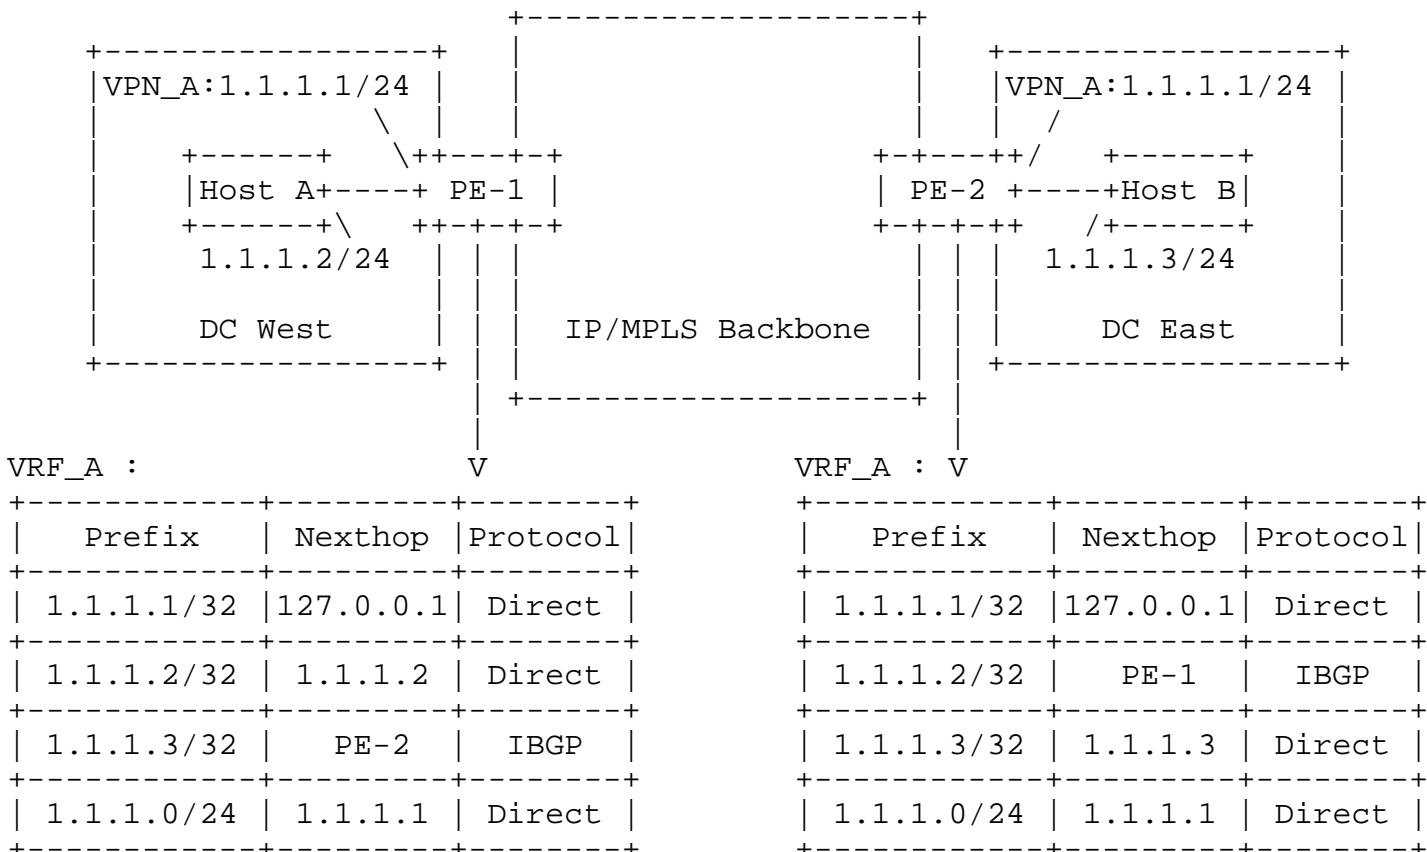 VPN_A:1.1.1.1/24 VPN_A:1.1.1.1/24
Host A PE-1 PE-2 Host B
1.1.1.2/24 1.1.1.3/24
DC West IP/MPLS Backbone DC East
VRF_A : V VRF_A : V
Prefix Nexthop Protocol Prefix Nexthop Protocol
1.1.1.1/32 127.0.0.1 Direct 1.1.1.1/32 127.0.0.1 Direct
1.1.1.2/32 1.1.1.2 Direct 1.1.1.2/32 PE-1 IBGP
1.1.1.3/32 PE-2 IBGP 1.1.1.3/32 1.1.1.3 Direct
1.1.1.0/24 1.1.1.1 Direct 1.1.1.0/24 1.1.1.1 Direct